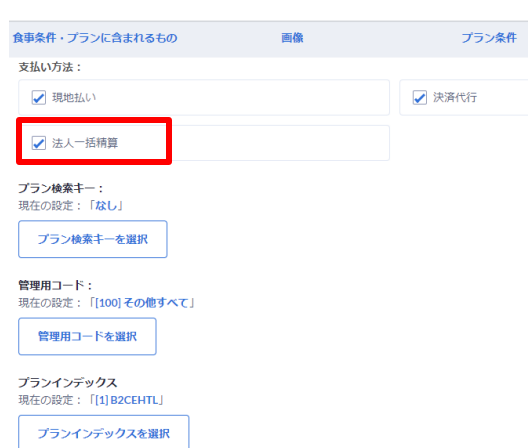 食事条件・プランに含まれるもの 画像 プラン条件
支払い方法：
現地払い 決済代行
法人一括精算
プラン検索キー：
現在の設定：「なし」
プラン検索キーを選択
管理用コード：
現在の設定：「[100] その他すべて」
管理用コードを選択
プランインデックス
現在の設定：「[1] B2CEHTL」
プランインデックスを選択